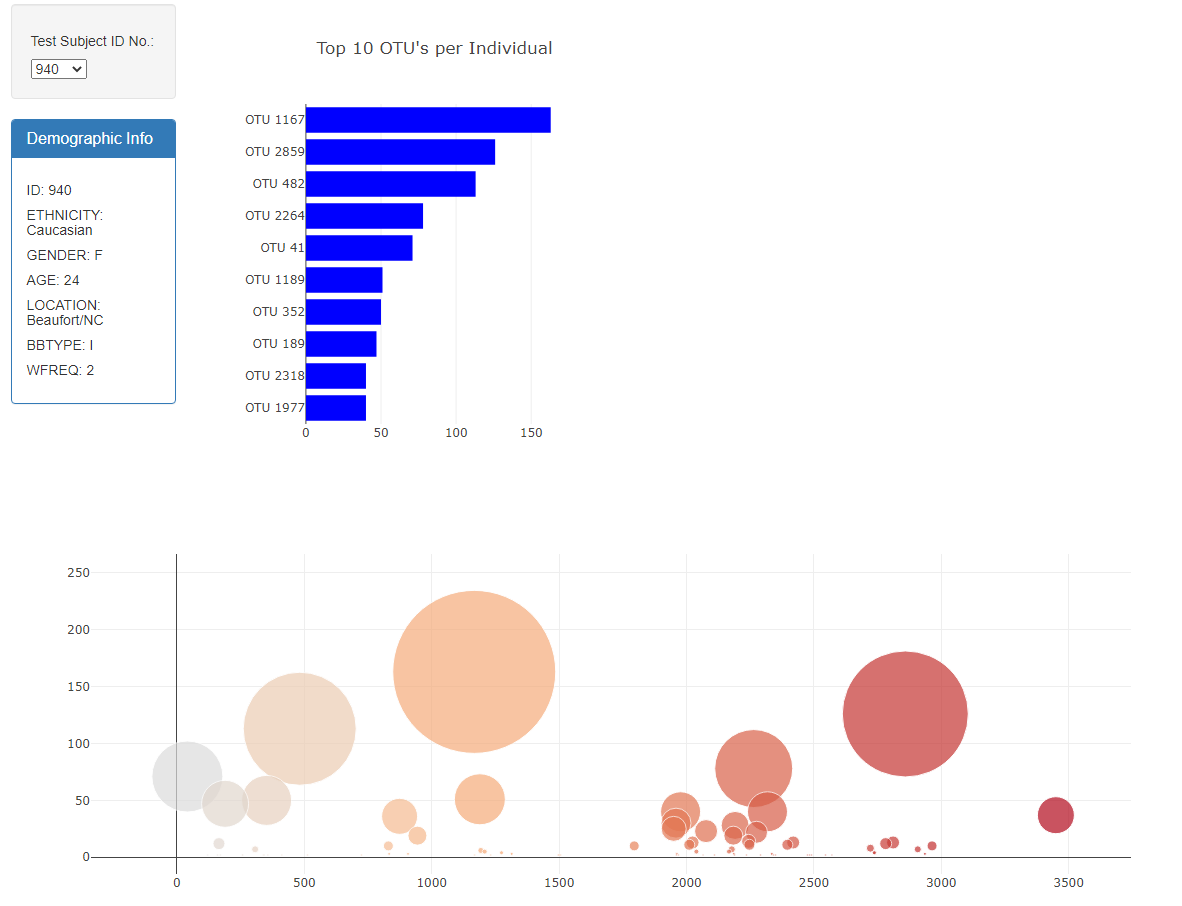 Test Subject ID No.:
940
Demographic Info
ID: 940
ETHNICITY:
Caucasian
GENDER: F
AGE: 24
LOCATION:
Beaufort/NC
BBTYPE: I
WFREQ: 2
Top 10 OTU's per Individual
OTU 1167
OTU 2859
OTU 482
OTU 2264
OTU 41
OTU 1189
OTU 352
OTU 189
OTU 2318
OTU 1977
0 50 100 150
250
200
150
100
50
0
0 500 1000 1500 2000 2500 3000 3500